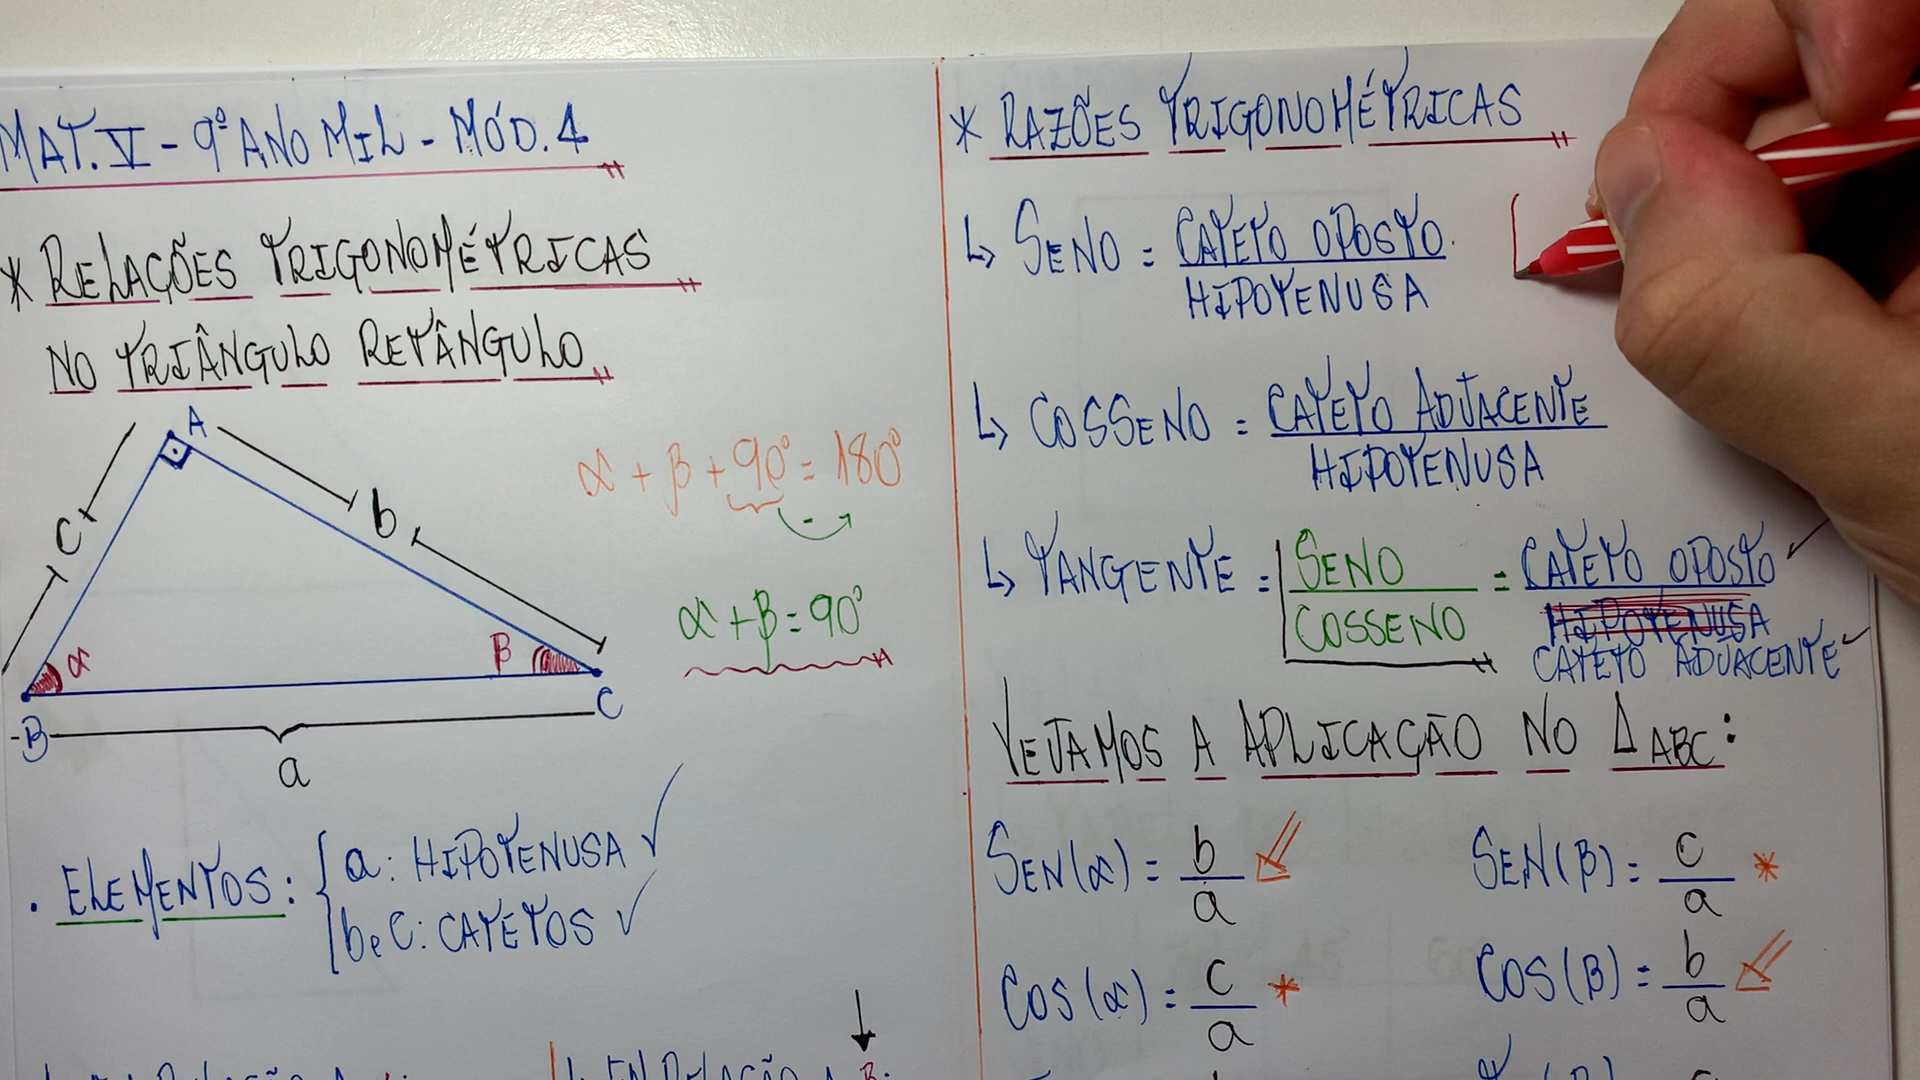 MAT. V - 9º ANO MIL - MÓD. 4
* RELAÇÕES TRIGONOMÉTRICAS
NO TRIÂNGULO RETÂNGULO
A
c
b
α
β
B
C
a
α + β + 90° = 180°
-
α + β = 90°
. ELEMENTOS: { a: HIPOTENUSA ✓
b e c: CATETOS ✓
EM RELAÇÃO A β:
* RAZÕES TRIGONOMÉTRICAS
↳ SENO = CATETO OPOSTO
HIPOTENUSA
↳ COSSENO = CATETO ADJACENTE
HIPOTENUSA
↳ TANGENTE = SENO = CATETO OPOSTO ✓
COSSENO HIPOTENUSA
CATETO ADJACENTE ✓
VEJAMOS A APLICAÇÃO NO Δ ABC:
SEN(α) = b/a
SEN(β) = c/a *
COS(α) = c/a *
COS(β) = b/a